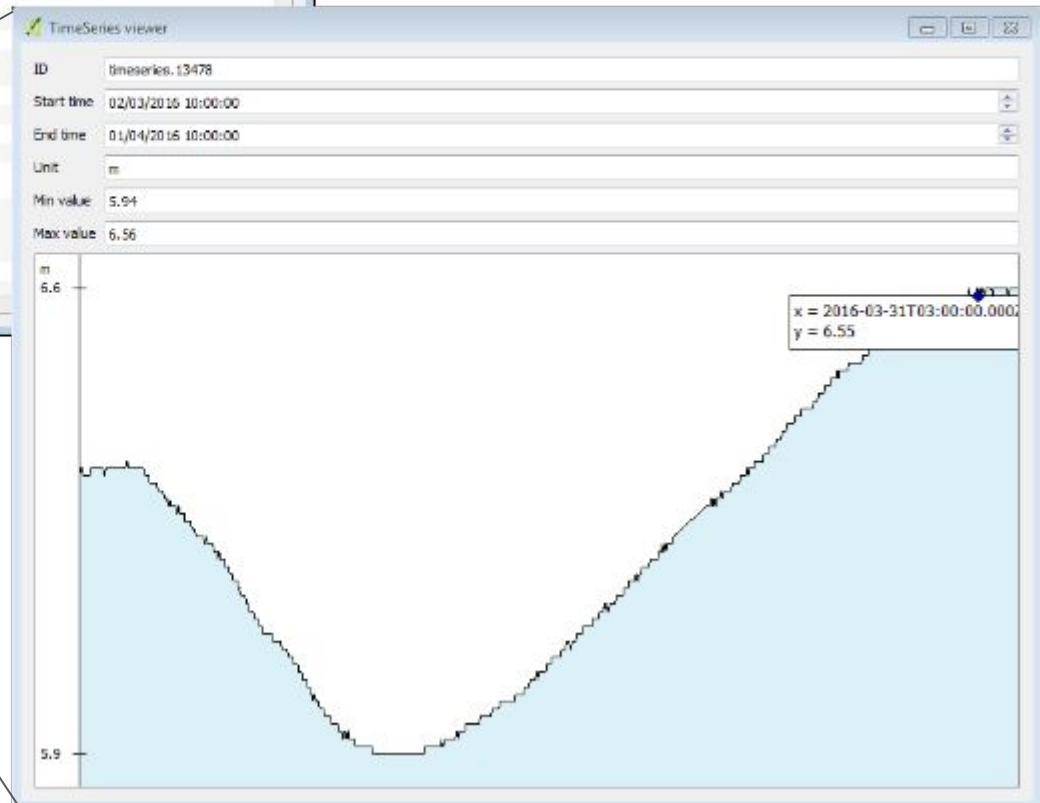 TimeSeries viewer
ID timeseries.13478
Start time 02/03/2016 10:00:00
End time 01/04/2016 10:00:00
Unit m
Min value 5.94
Max value 6.56
m
6.6
x = 2016-03-31T03:00:00.000Z
y = 6.55
5.9